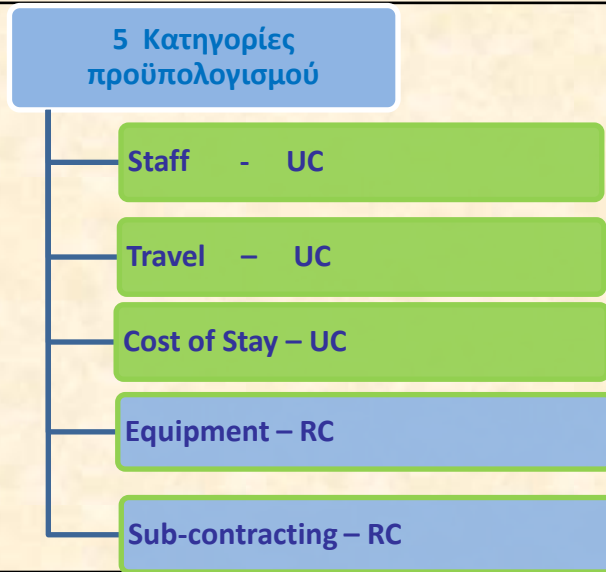 5 Κατηγορίες
προϋπολογισμού
Staff - UC
Travel – UC
Cost of Stay – UC
Equipment – RC
Sub-contracting – RC